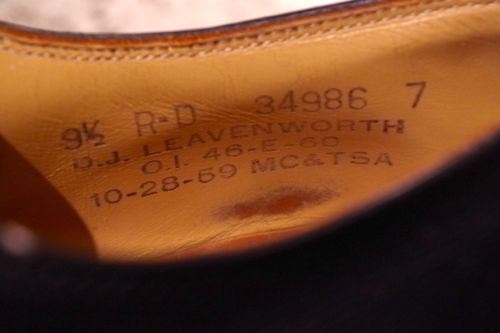 9½ R-D 34986 7
D.J. LEAVENWORTH
O.I. 46-E-60
10-28-59 MC&TSA